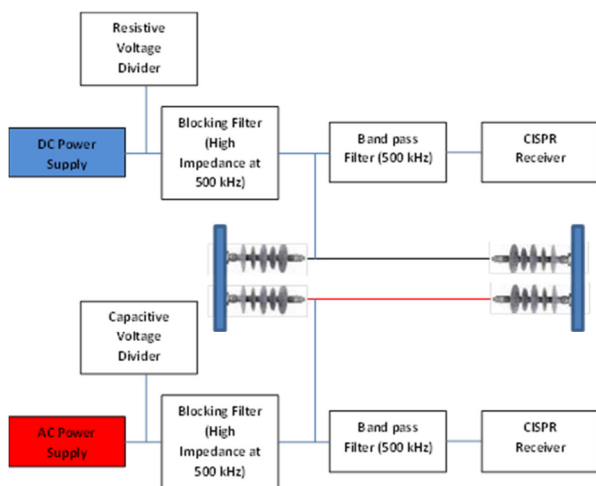 Resistive
Voltage
Divider
DC Power
Supply
Blocking Filter
(High
Impedance at
500 kHz)
Band pass
Filter (500 kHz)
CISPR
Receiver
Capacitive
Voltage
Divider
AC Power
Supply
Blocking Filter
(High
Impedance at
500 kHz)
Band pass
Filter (500 kHz)
CISPR
Receiver